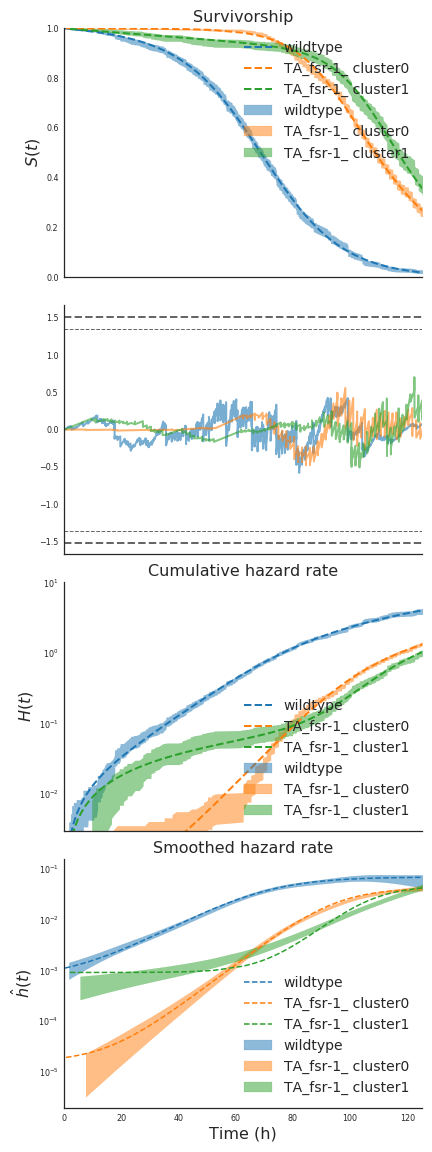 Survivorship
1.0
0.8
0.6
0.4
0.2
0.0
S(t)
wildtype
TA_fsr-1_ cluster0
TA_fsr-1_ cluster1
wildtype
TA_fsr-1_ cluster0
TA_fsr-1_ cluster1
1.5
1.0
0.5
0.0
−0.5
−1.0
−1.5
Cumulative hazard rate
10¹
10⁰
10⁻¹
10⁻²
H(t)
wildtype
TA_fsr-1_ cluster0
TA_fsr-1_ cluster1
wildtype
TA_fsr-1_ cluster0
TA_fsr-1_ cluster1
Smoothed hazard rate
10⁻¹
10⁻²
10⁻³
10⁻⁴
10⁻⁵
ĥ(t)
wildtype
TA_fsr-1_ cluster0
TA_fsr-1_ cluster1
wildtype
TA_fsr-1_ cluster0
TA_fsr-1_ cluster1
0 20 40 60 80 100 120
Time (h)